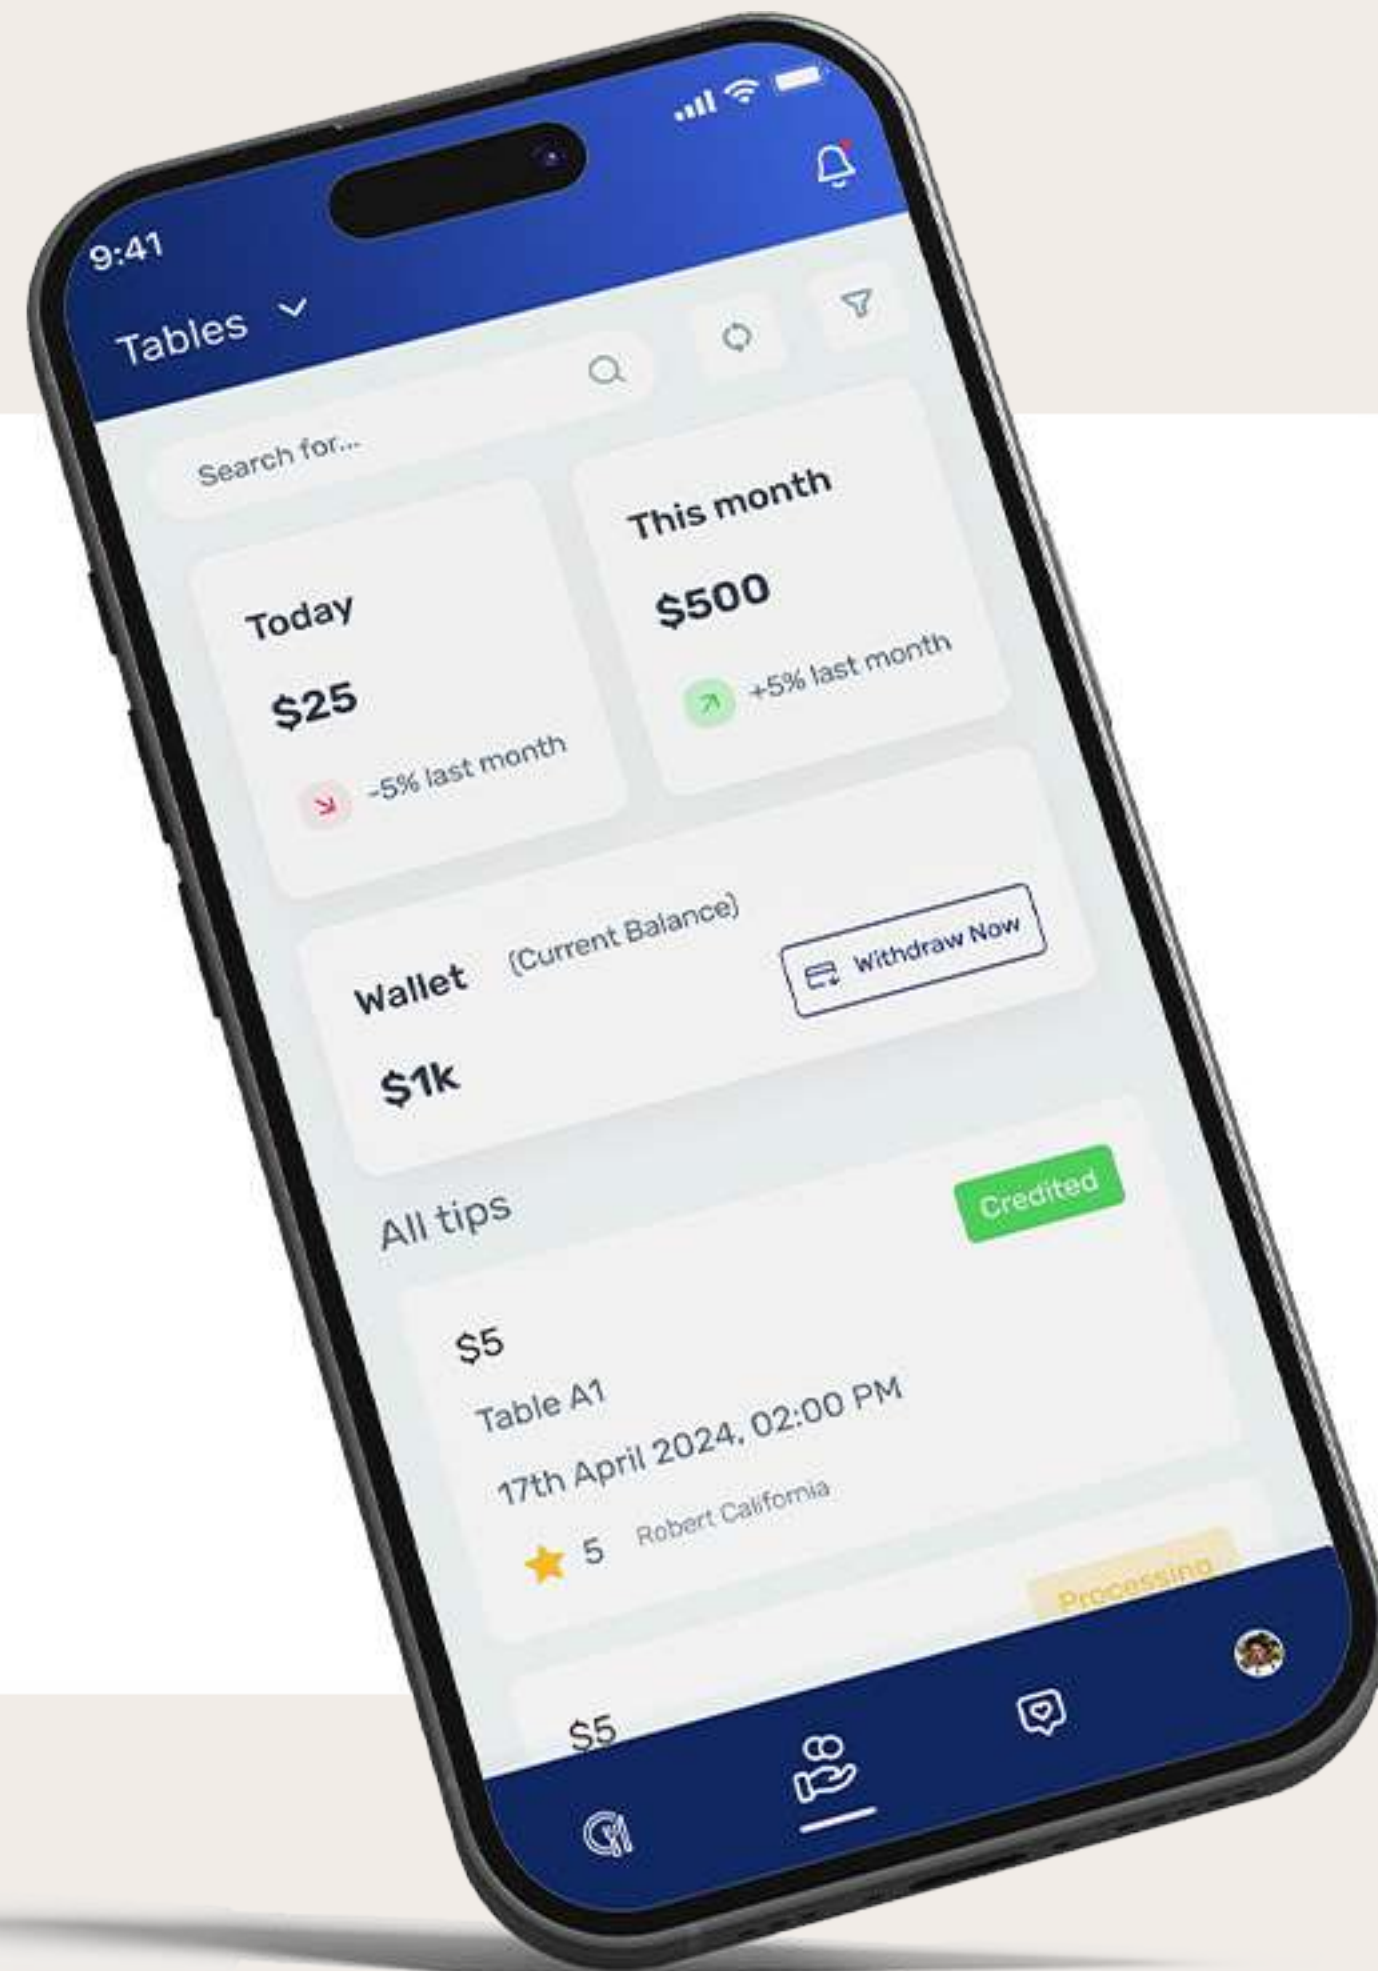 9:41
Tables
Search for...
Today
$25
-5% last month
This month
$500
+5% last month
Wallet (Current Balance)
Withdraw Now
$1k
All tips
Credited
$5
Table A1
17th April 2024, 02:00 PM
5 Robert California
Processing
$5